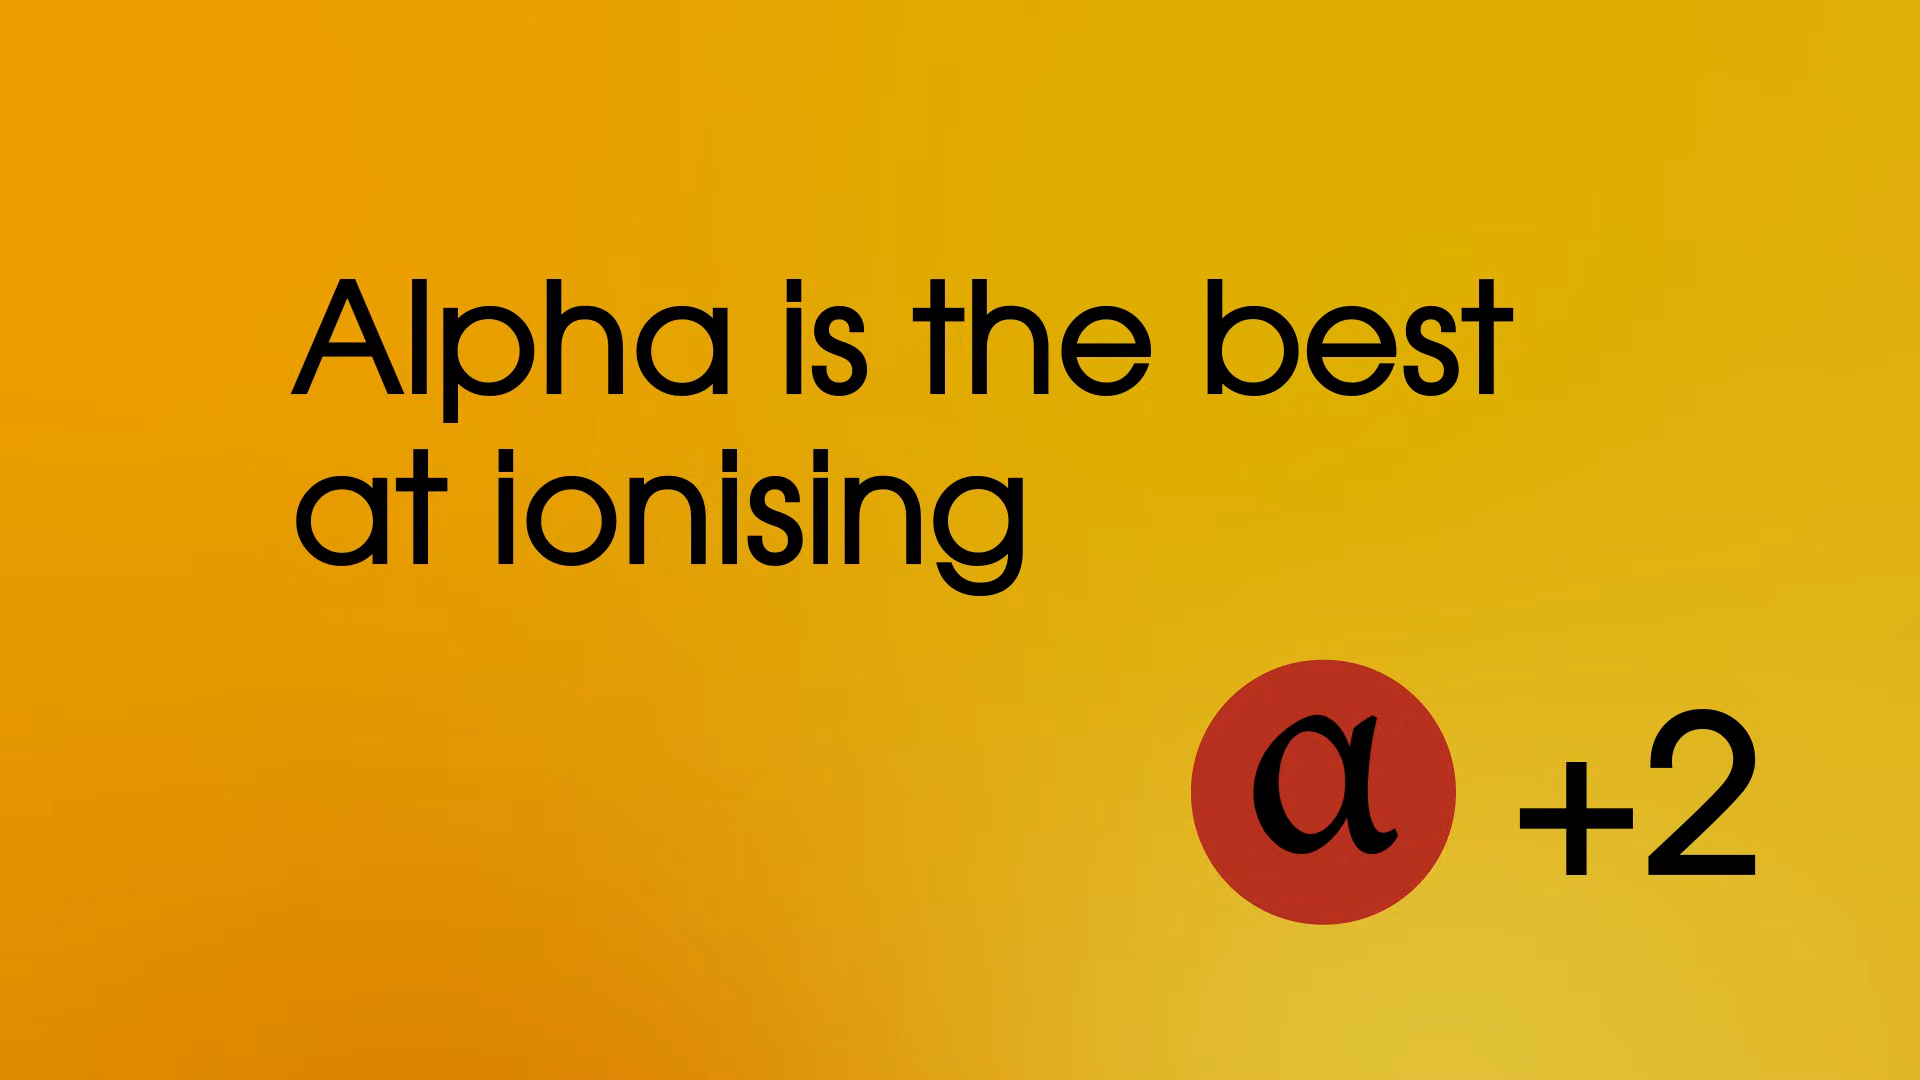 Alpha is the best
at ionising
α +2